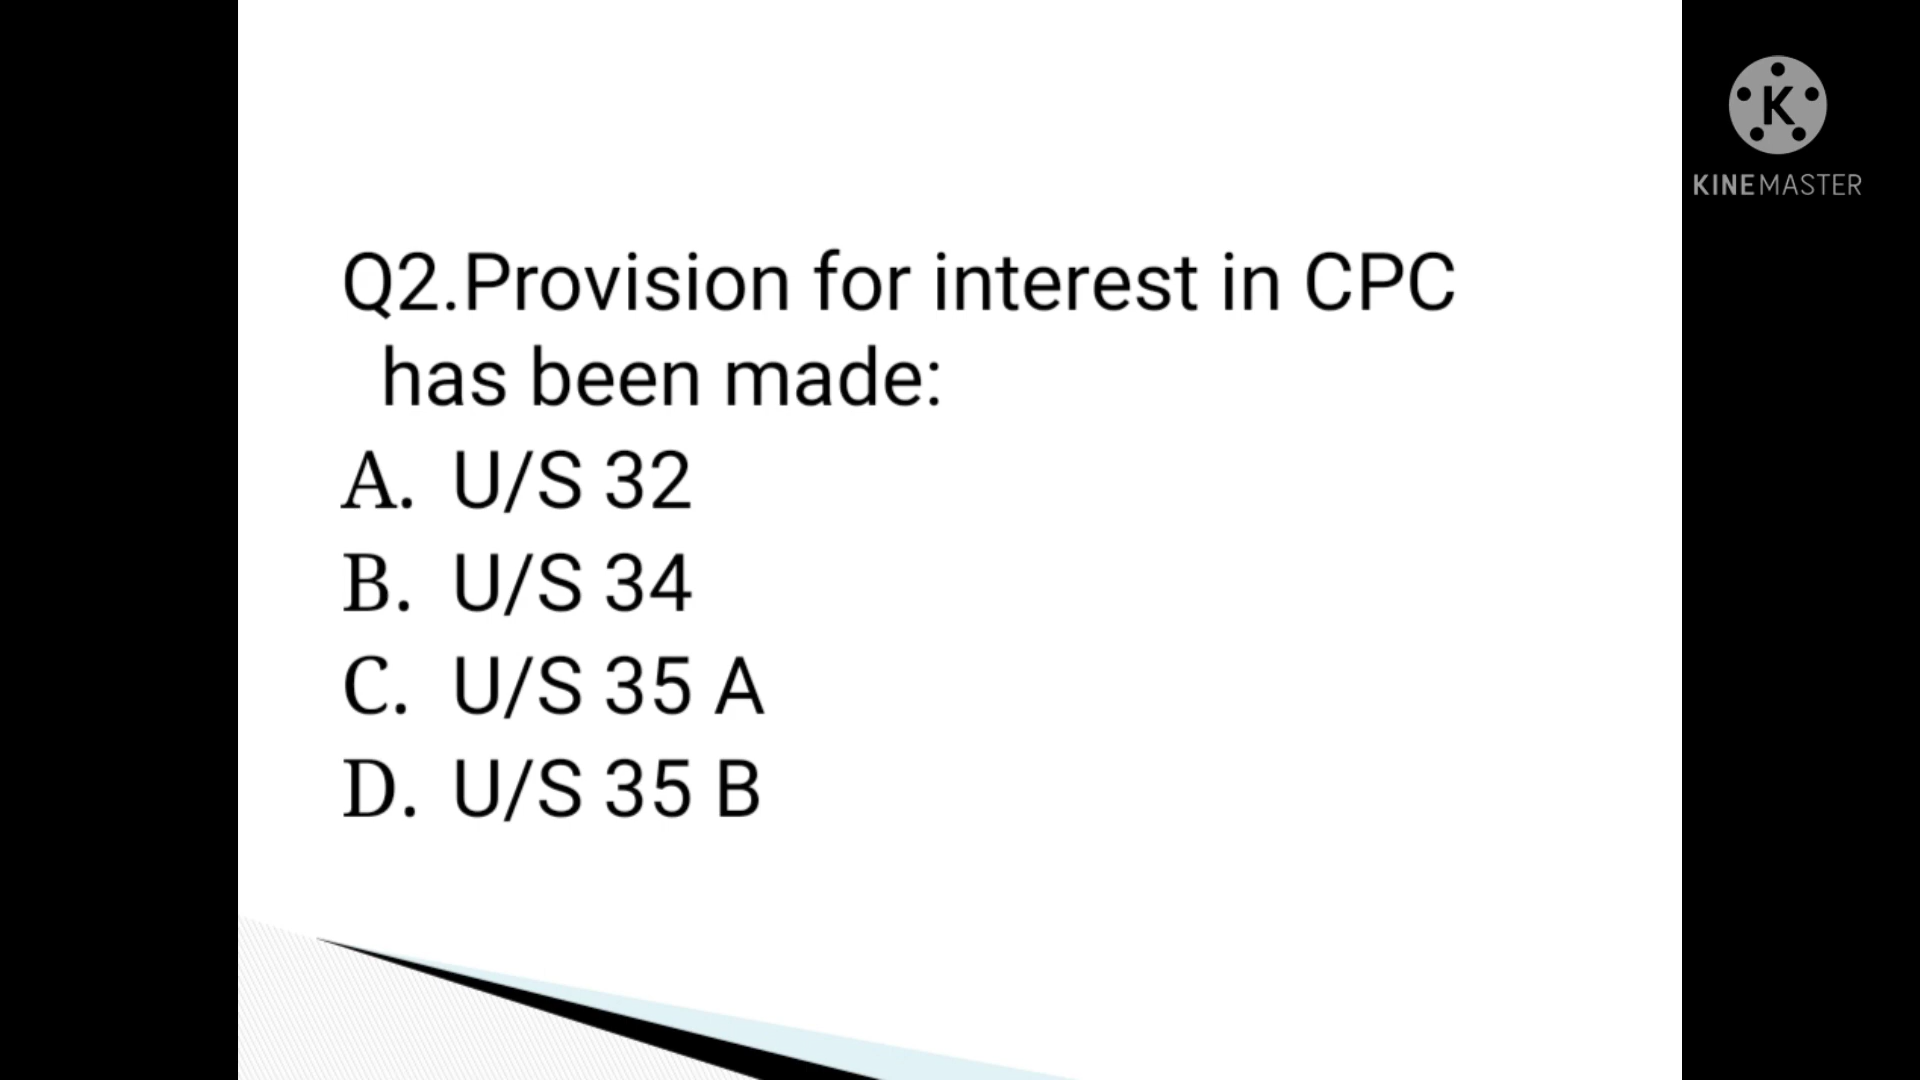 K
KINEMASTER
Q2.Provision for interest in CPC
has been made:
A. U/S 32
B. U/S 34
C. U/S 35 A
D. U/S 35 B